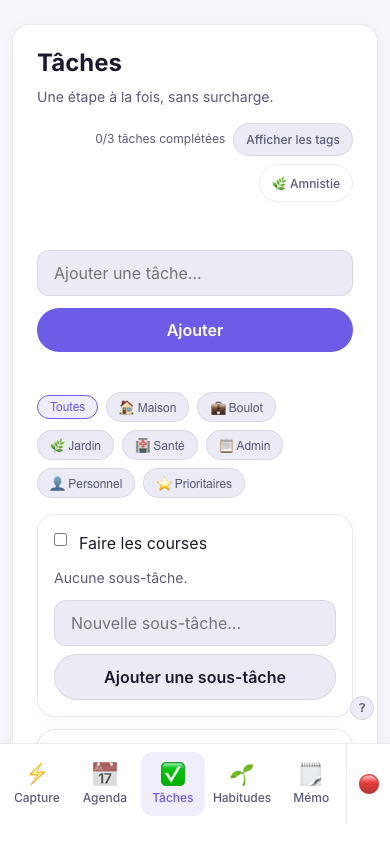 Tâches
Une étape à la fois, sans surcharge.
0/3 tâches complétées Afficher les tags
Amnistie
Ajouter une tâche...
Ajouter
Toutes Maison Boulot
Jardin Santé Admin
Personnel Prioritaires
Faire les courses
Aucune sous-tâche.
Nouvelle sous-tâche...
Ajouter une sous-tâche
?
Capture Agenda Tâches Habitudes Mémo